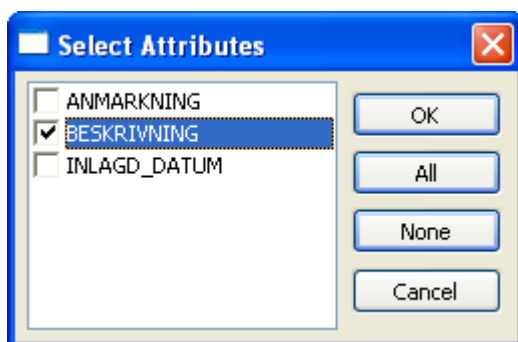 Select Attributes
ANMARKNING
BESKRIVNING
INLAGD_DATUM
OK
All
None
Cancel